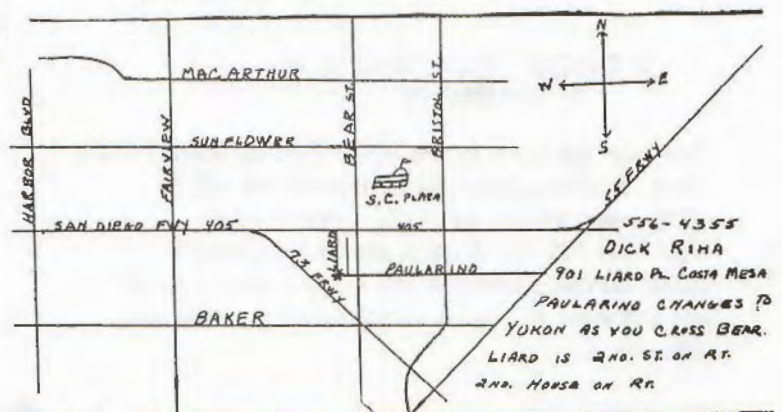 N
MAC ARTHUR
W E
S
HARBOR BLVD
FAIRVIEW
SUNFLOWER
BEAR ST.
BRISTOL ST.
S.C. PLAZA
55 FRWY
SAN DIEGO FWY 405
405
LIARD
73 FRWY
PAULARINO
BAKER
556-4355
DICK RIHA
901 LIARD PL. COSTA MESA
PAULARINO CHANGES TO
YUKON AS YOU CROSS BEAR.
LIARD IS 2ND. ST. ON RT.
2ND. HOUSE ON RT.